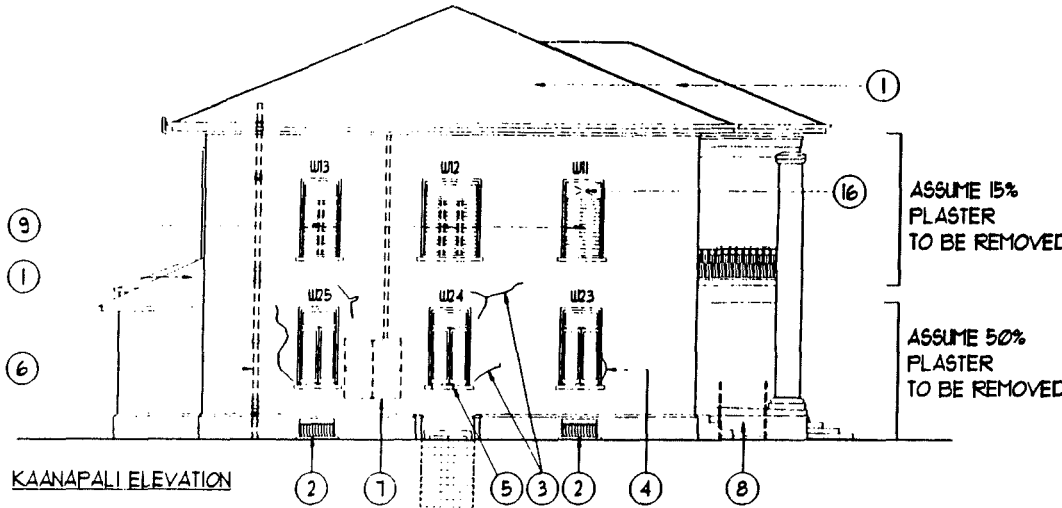 1
W13 W12 W11
16
ASSUME 15%
PLASTER
TO BE REMOVED
9
1
W25 W24 W23
ASSUME 50%
PLASTER
TO BE REMOVED
6
KAANAPALI ELEVATION
2 7 5 3 2 4 8